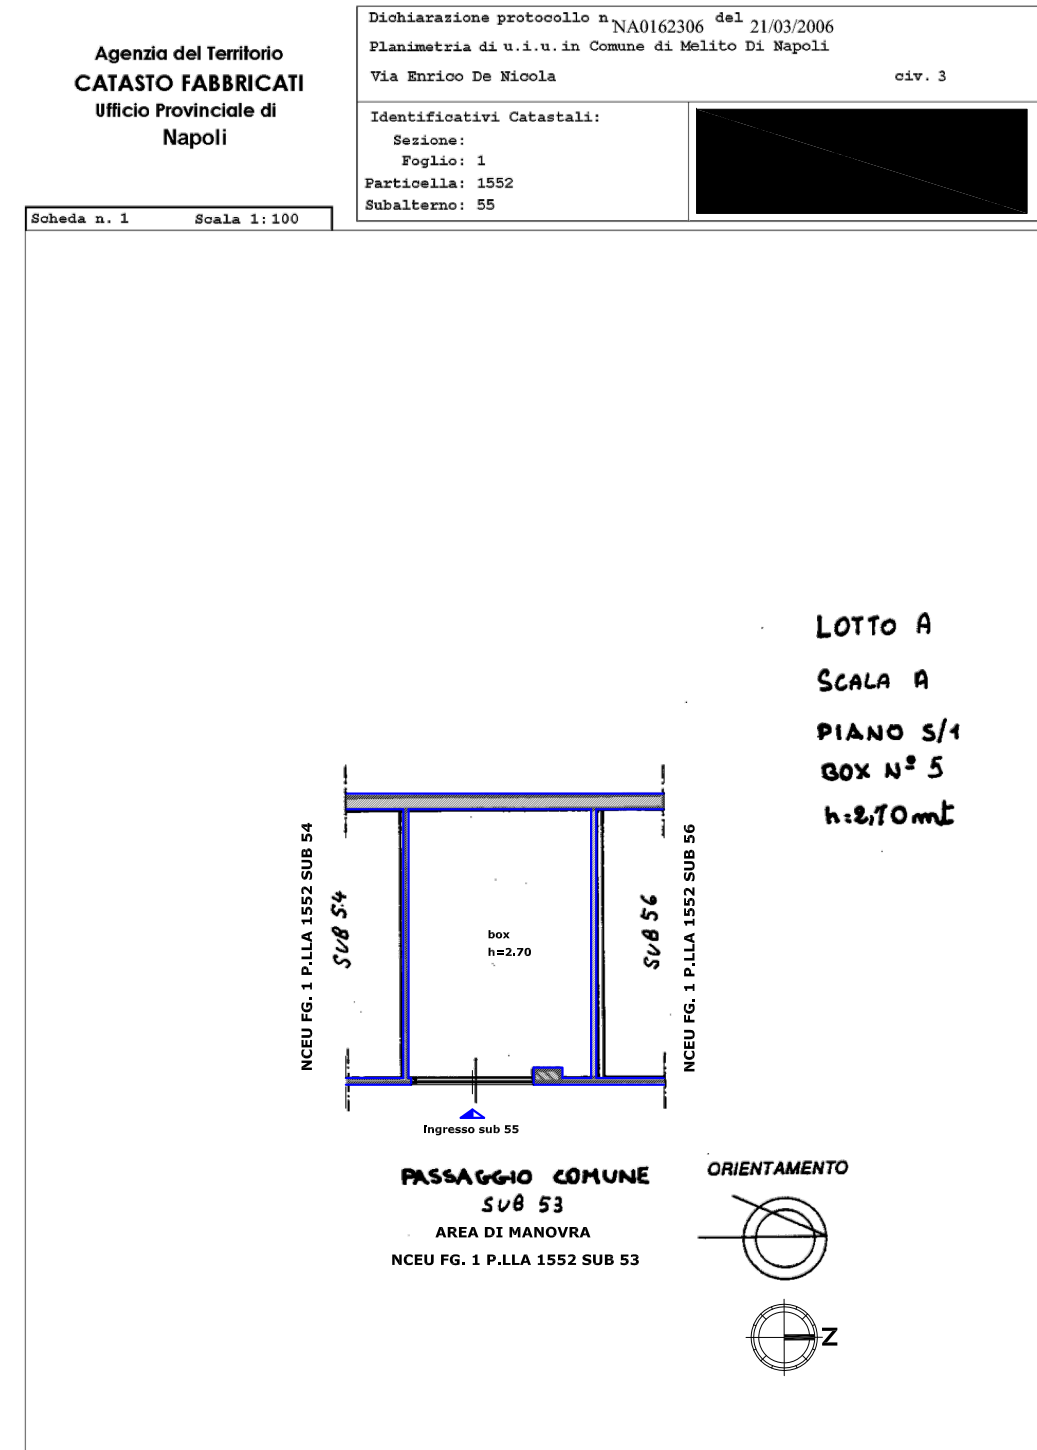 Agenzia del Territorio
CATASTO FABBRICATI
Ufficio Provinciale di
Napoli
Dichiarazione protocollo n. NA0162306 del 21/03/2006
Planimetria di u.i.u. in Comune di Melito Di Napoli
Via Enrico De Nicola civ. 3
Identificativi Catastali:
Sezione:
Foglio: 1
Particella: 1552
Subalterno: 55
Scheda n. 1 Scala 1:100
LOTTO A
SCALA A
PIANO S/1
BOX Nº 5
h=2,70 mt
NCEU FG. 1 P.LLA 1552 SUB 54
SUB 54
box
h=2.70
SUB 56
NCEU FG. 1 P.LLA 1552 SUB 56
Ingresso sub 55
PASSAGGIO COMUNE
SUB 53
AREA DI MANOVRA
NCEU FG. 1 P.LLA 1552 SUB 53
ORIENTAMENTO
N